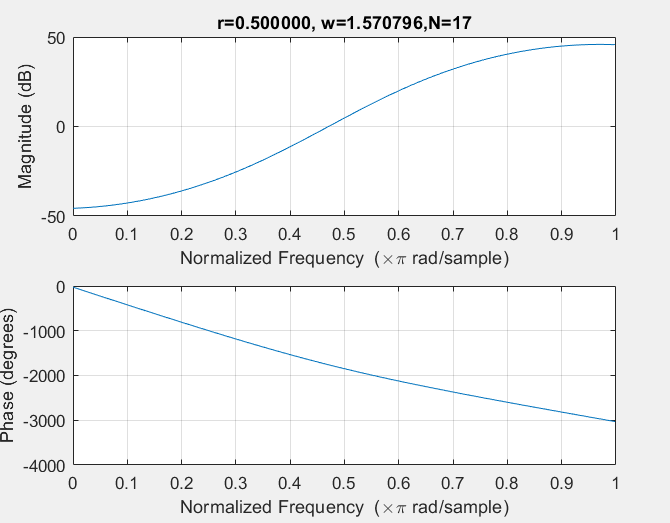 r=0.500000, w=1.570796,N=17
Magnitude (dB)
50
0
-50
0 0.1 0.2 0.3 0.4 0.5 0.6 0.7 0.8 0.9 1
Normalized Frequency (×π rad/sample)
Phase (degrees)
0
-1000
-2000
-3000
-4000
0 0.1 0.2 0.3 0.4 0.5 0.6 0.7 0.8 0.9 1
Normalized Frequency (×π rad/sample)